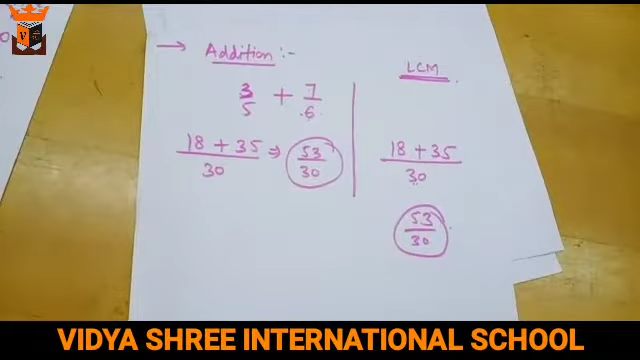 → Addition :-
3/5 + 7/6
18 + 35/30 ⇒ 53/30
LCM
18 + 35/30
53/30
VIDYA SHREE INTERNATIONAL SCHOOL